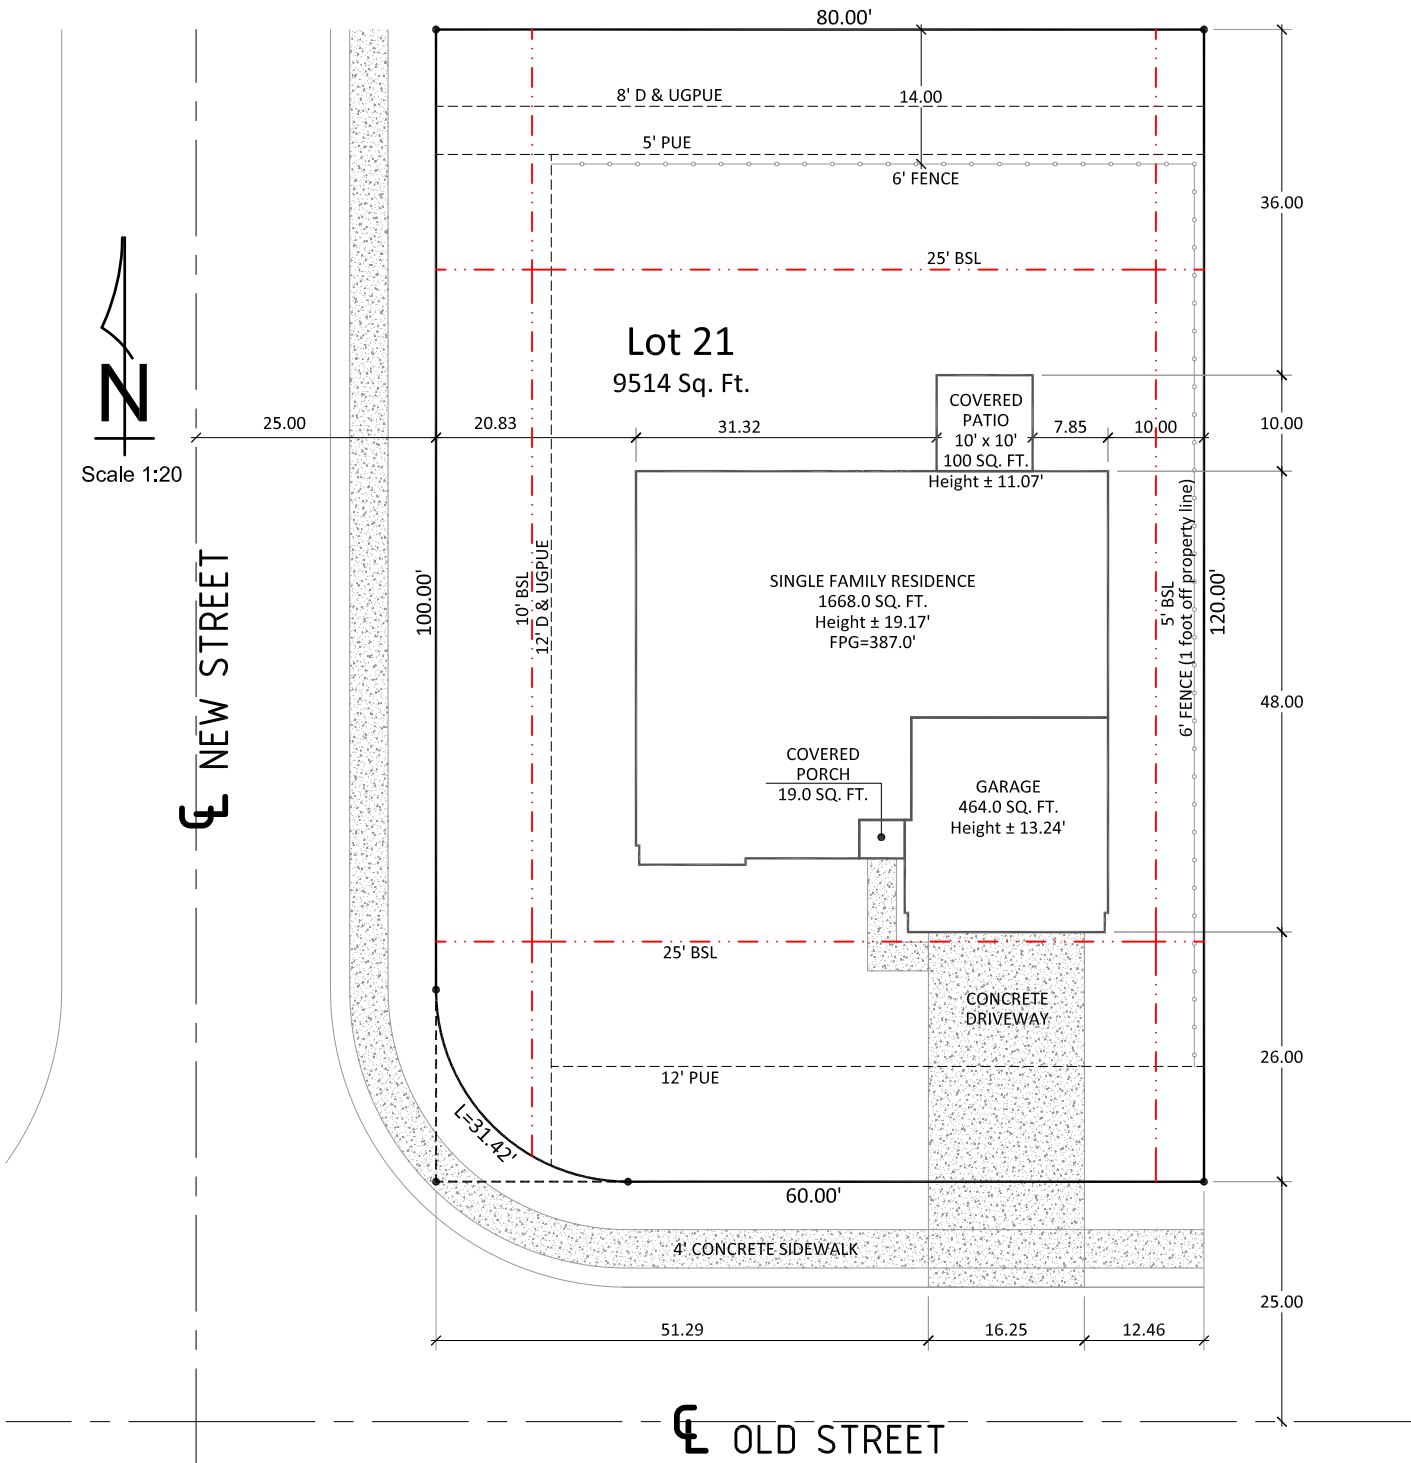 80.00'
8' D & UGPUE
14.00
5' PUE
6' FENCE
36.00
25' BSL
Lot 21
9514 Sq. Ft.
N
Scale 1:20
25.00
20.83
31.32
COVERED
PATIO
10' x 10'
100 SQ. FT.
Height ± 11.07'
7.85
10.00
10.00
100.00'
10' BSL
12' D & UGPUE
SINGLE FAMILY RESIDENCE
1668.0 SQ. FT.
Height ± 19.17'
FPG=387.0'
5' BSL
6' FENCE (1 foot off property line)
120.00'
48.00
CL NEW STREET
COVERED
PORCH
19.0 SQ. FT.
GARAGE
464.0 SQ. FT.
Height ± 13.24'
25' BSL
CONCRETE
DRIVEWAY
26.00
12' PUE
L=31.42'
60.00'
4' CONCRETE SIDEWALK
25.00
51.29
16.25
12.46
CL OLD STREET